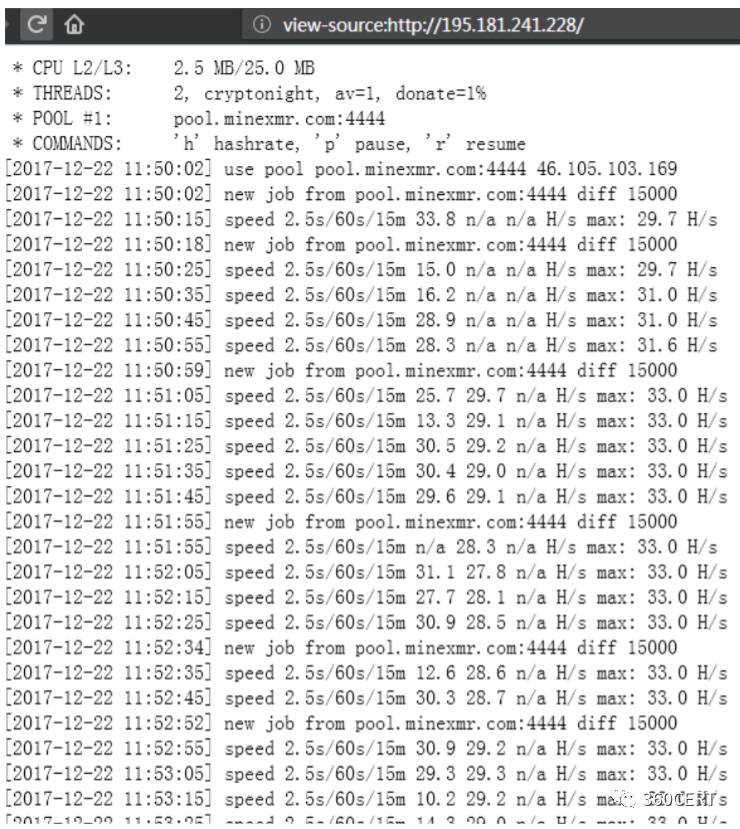 view-source:http://195.181.241.228/
* CPU L2/L3: 2.5 MB/25.0 MB
* THREADS: 2, cryptonight, av=1, donate=1%
* POOL #1: pool.minexmr.com:4444
* COMMANDS: 'h' hashrate, 'p' pause, 'r' resume
[2017-12-22 11:50:02] use pool pool.minexmr.com:4444 46.105.103.169
[2017-12-22 11:50:02] new job from pool.minexmr.com:4444 diff 15000
[2017-12-22 11:50:15] speed 2.5s/60s/15m 33.8 n/a n/a H/s max: 29.7 H/s
[2017-12-22 11:50:18] new job from pool.minexmr.com:4444 diff 15000
[2017-12-22 11:50:25] speed 2.5s/60s/15m 15.0 n/a n/a H/s max: 29.7 H/s
[2017-12-22 11:50:35] speed 2.5s/60s/15m 16.2 n/a n/a H/s max: 31.0 H/s
[2017-12-22 11:50:45] speed 2.5s/60s/15m 28.9 n/a n/a H/s max: 31.0 H/s
[2017-12-22 11:50:55] speed 2.5s/60s/15m 28.3 n/a n/a H/s max: 31.6 H/s
[2017-12-22 11:50:59] new job from pool.minexmr.com:4444 diff 15000
[2017-12-22 11:51:05] speed 2.5s/60s/15m 25.7 29.7 n/a H/s max: 33.0 H/s
[2017-12-22 11:51:15] speed 2.5s/60s/15m 13.3 29.1 n/a H/s max: 33.0 H/s
[2017-12-22 11:51:25] speed 2.5s/60s/15m 30.5 29.2 n/a H/s max: 33.0 H/s
[2017-12-22 11:51:35] speed 2.5s/60s/15m 30.4 29.0 n/a H/s max: 33.0 H/s
[2017-12-22 11:51:45] speed 2.5s/60s/15m 29.6 29.1 n/a H/s max: 33.0 H/s
[2017-12-22 11:51:55] new job from pool.minexmr.com:4444 diff 15000
[2017-12-22 11:51:55] speed 2.5s/60s/15m n/a 28.3 n/a H/s max: 33.0 H/s
[2017-12-22 11:52:05] speed 2.5s/60s/15m 31.1 27.8 n/a H/s max: 33.0 H/s
[2017-12-22 11:52:15] speed 2.5s/60s/15m 27.7 28.1 n/a H/s max: 33.0 H/s
[2017-12-22 11:52:25] speed 2.5s/60s/15m 30.9 28.5 n/a H/s max: 33.0 H/s
[2017-12-22 11:52:34] new job from pool.minexmr.com:4444 diff 15000
[2017-12-22 11:52:35] speed 2.5s/60s/15m 12.6 28.6 n/a H/s max: 33.0 H/s
[2017-12-22 11:52:45] speed 2.5s/60s/15m 30.3 28.7 n/a H/s max: 33.0 H/s
[2017-12-22 11:52:52] new job from pool.minexmr.com:4444 diff 15000
[2017-12-22 11:52:55] speed 2.5s/60s/15m 30.9 29.2 n/a H/s max: 33.0 H/s
[2017-12-22 11:53:05] speed 2.5s/60s/15m 29.3 29.3 n/a H/s max: 33.0 H/s
[2017-12-22 11:53:15] speed 2.5s/60s/15m 10.2 29.2 n/a H/s
360CERT